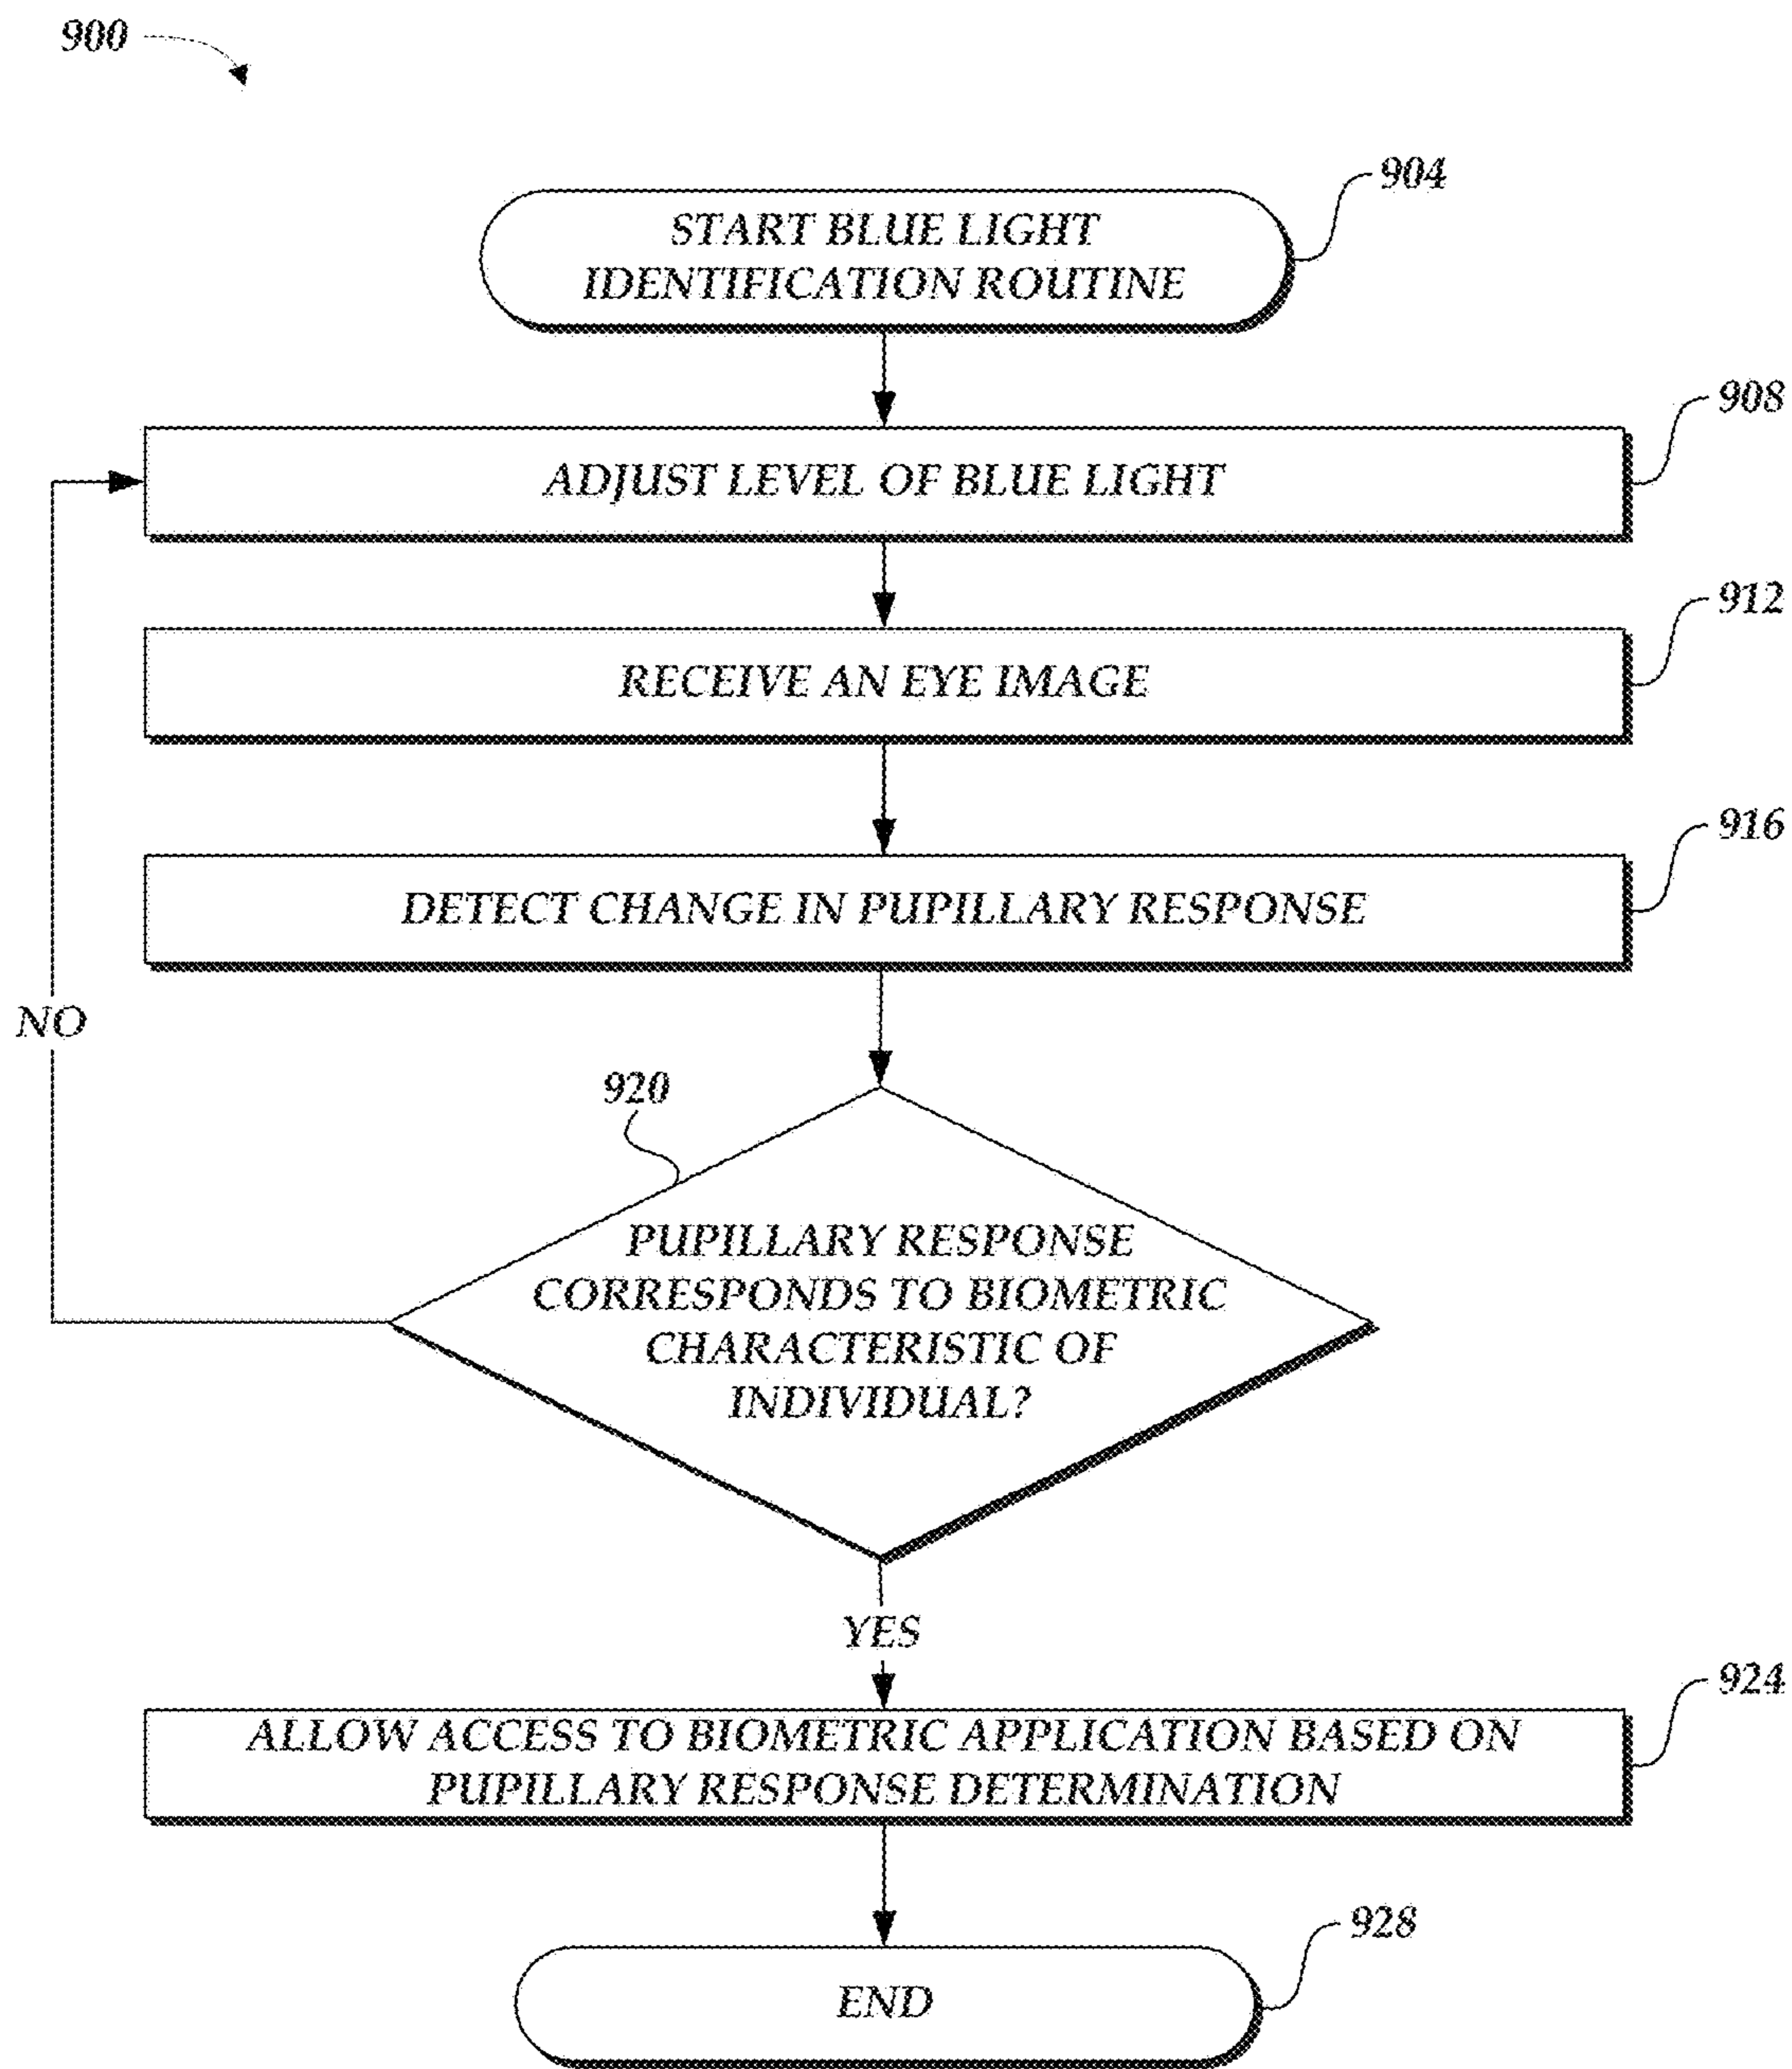 900
904
START BLUE LIGHT
IDENTIFICATION ROUTINE
908
ADJUST LEVEL OF BLUE LIGHT
912
RECEIVE AN EYE IMAGE
916
DETECT CHANGE IN PUPILLARY RESPONSE
NO
920
PUPILLARY RESPONSE
CORRESPONDS TO BIOMETRIC
CHARACTERISTIC OF
INDIVIDUAL?
YES
924
ALLOW ACCESS TO BIOMETRIC APPLICATION BASED ON
PUPILLARY RESPONSE DETERMINATION
928
END